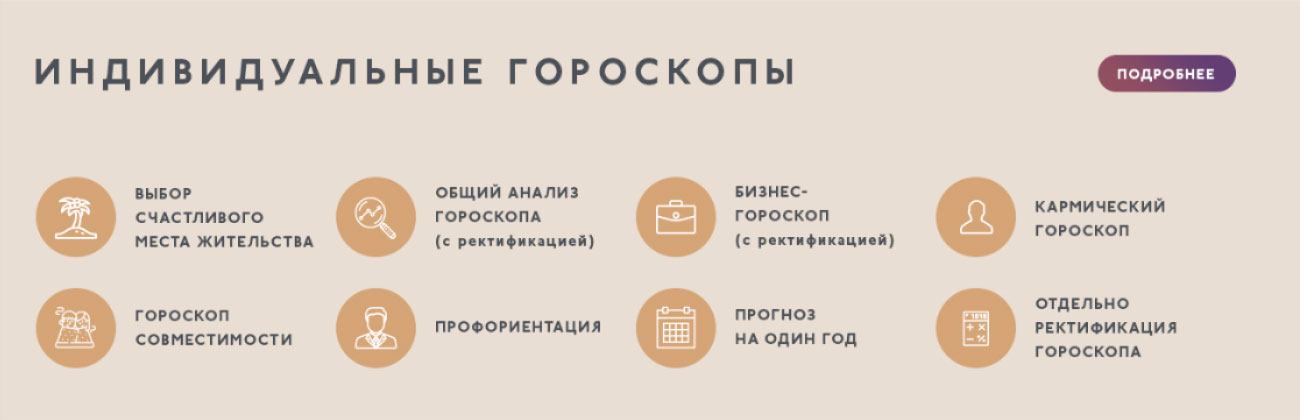 ИНДИВИДУАЛЬНЫЕ ГОРОСКОПЫ
ПОДРОБНЕЕ
ВЫБОР
СЧАСТЛИВОГО
МЕСТА ЖИТЕЛЬСТВА
ОБЩИЙ АНАЛИЗ
ГОРОСКОПА
(с ректификацией)
БИЗНЕС-
ГОРОСКОП
(с ректификацией)
КАРМИЧЕСКИЙ
ГОРОСКОП
ГОРОСКОП
СОВМЕСТИМОСТИ
ПРОФОРИЕНТАЦИЯ
ПРОГНОЗ
НА ОДИН ГОД
ОТДЕЛЬНО
РЕКТИФИКАЦИЯ
ГОРОСКОПА